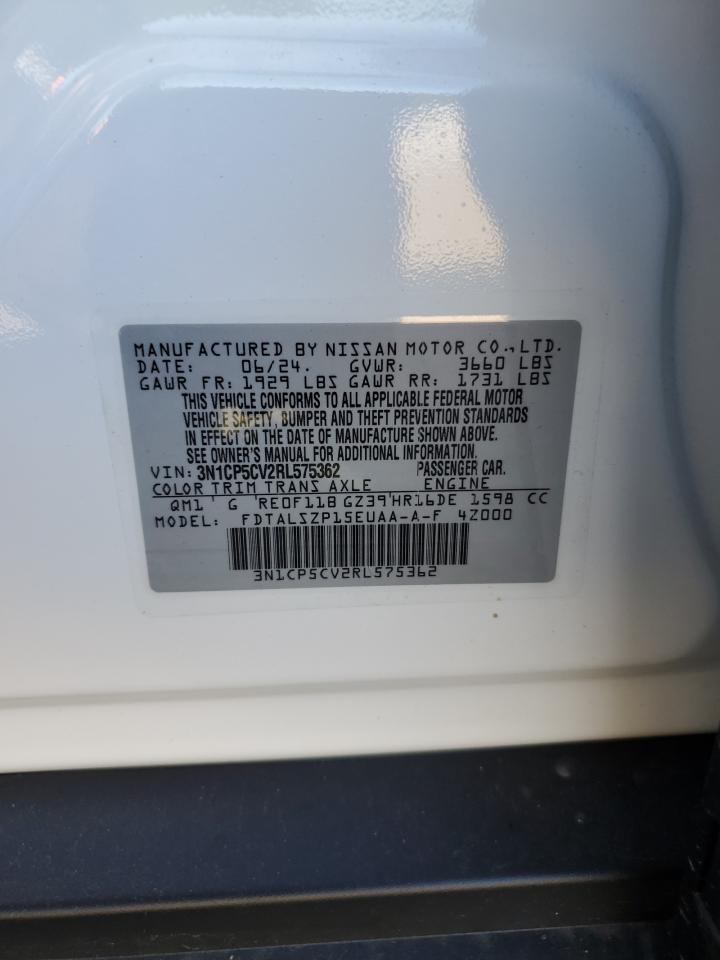 MANUFACTURED BY NISSAN MOTOR CO.,LTD.
DATE: 06/24. GVWR: 3660 LBS
GAWR FR: 1929 LBS GAWR RR: 1731 LBS
THIS VEHICLE CONFORMS TO ALL APPLICABLE FEDERAL MOTOR
VEHICLE SAFETY, BUMPER AND THEFT PREVENTION STANDARDS
IN EFFECT ON THE DATE OF MANUFACTURE SHOWN ABOVE.
SEE OWNER'S MANUAL FOR ADDITIONAL INFORMATION.
VIN: 3N1CP5CV2RL575362 PASSENGER CAR.
COLOR TRIM TRANS AXLE ENGINE
QM1 G RE0F11B GZ39 HR16DE 1598 CC
MODEL: FDTALSZP15EUAA-A-F 4Z000
3N1CP5CV2RL575362